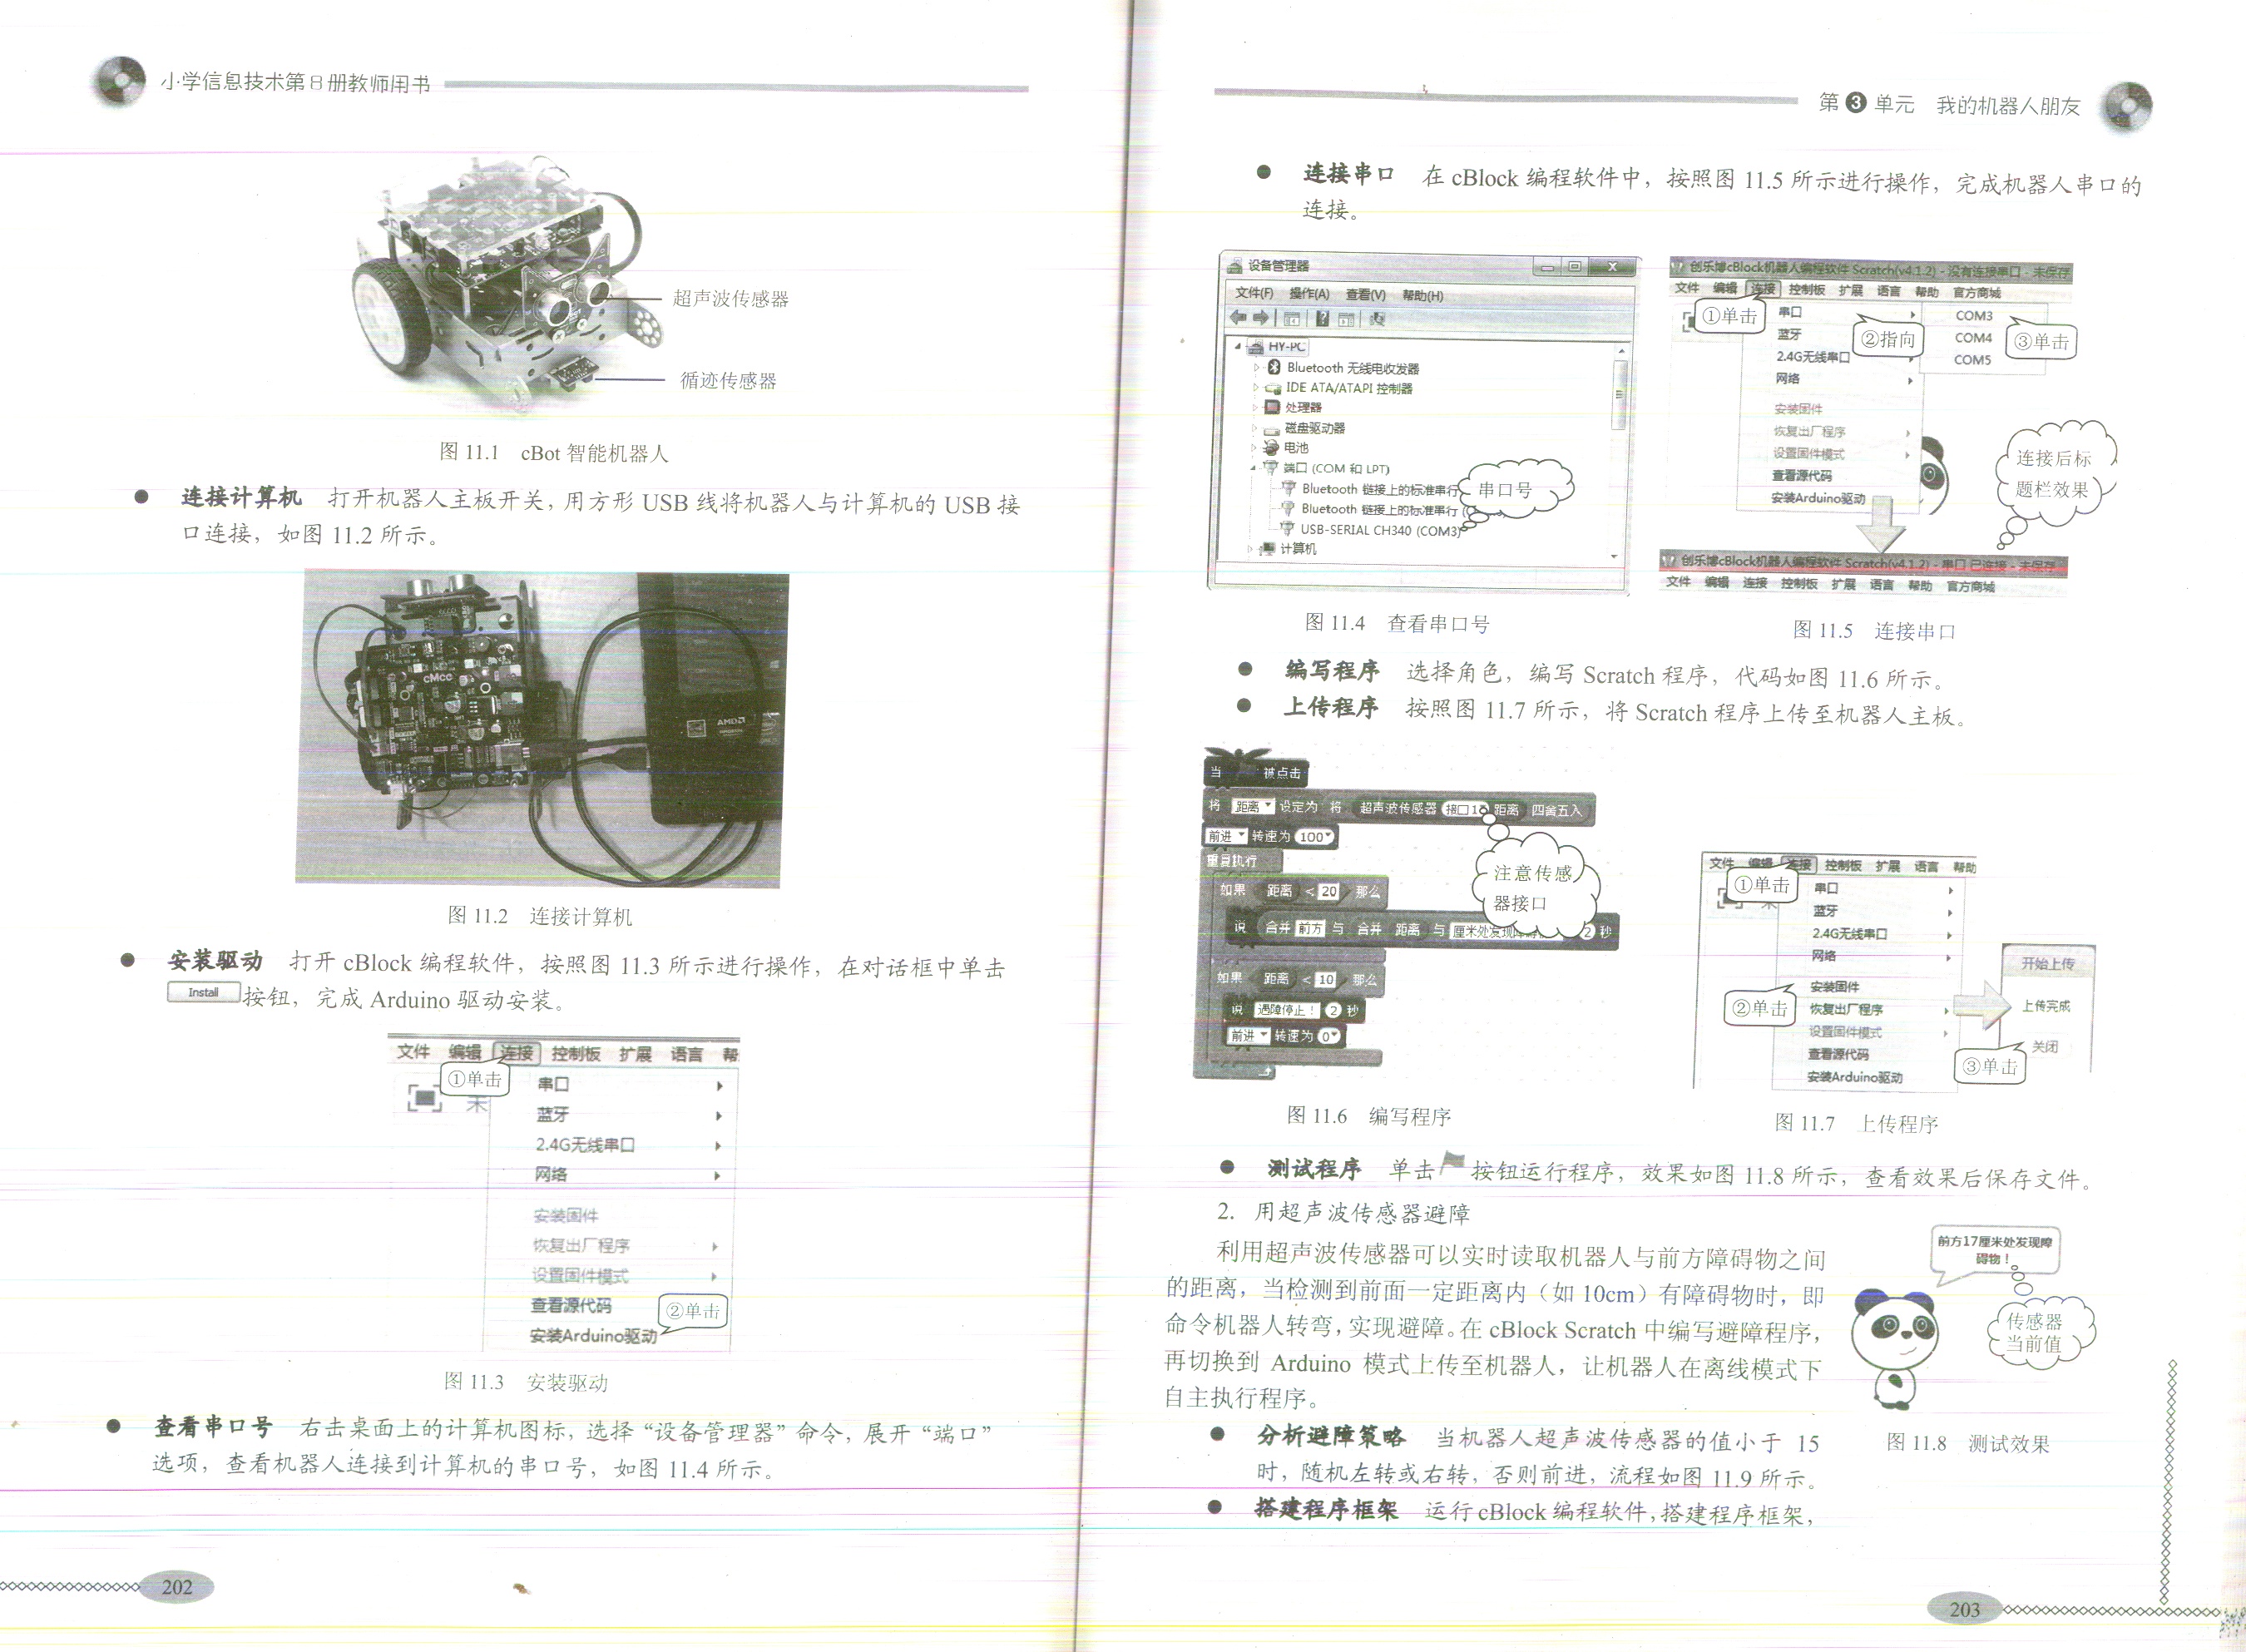 小学信息技术第8册教师用书
超声波传感器
循迹传感器
图 11.1 cBot 智能机器人
● 连接计算机 打开机器人主板开关，用方形 USB 线将机器人与计算机的 USB 接
口连接，如图 11.2 所示。
cMcc
AMD
图 11.2 连接计算机
● 安装驱动 打开 cBlock 编程软件，按照图 11.3 所示进行操作，在对话框中单击
Install 按钮，完成 Arduino 驱动安装。
文件 编辑 连接 控制板 扩展 语言 帮
①单击
串口
未
蓝牙
2.4G无线串口
网络
安装固件
恢复出厂程序
设置固件模式
查看源代码
②单击
安装Arduino驱动
图 11.3 安装驱动
● 查看串口号 右击桌面上的计算机图标，选择“设备管理器”命令，展开“端口”
选项，查看机器人连接到计算机的串口号，如图 11.4 所示。
202
第 3 单元 我的机器人朋友
● 连接串口 在 cBlock 编程软件中，按照图 11.5 所示进行操作，完成机器人串口的
连接。
设备管理器
文件(F) 操作(A) 查看(V) 帮助(H)
HY-PC
Bluetooth 无线电收发器
IDE ATA/ATAPI 控制器
处理器
磁盘驱动器
电池
端口 (COM 和 LPT)
Bluetooth 链接上的标准串行
Bluetooth 链接上的标准串行 (
USB-SERIAL CH340 (COM3)
计算机
串口号
图 11.4 查看串口号
创乐博cBlock机器人编程软件 Scratch(v4.1.2) - 没有连接串口 - 未保存
文件 编辑 连接 控制板 扩展 语言 帮助 官方商城
①单击
串口
②指向
COM3
COM4
COM5
③单击
蓝牙
2.4G无线串口
网络
安装固件
恢复出厂程序
设置固件模式
查看源代码
安装Arduino驱动
连接后标
题栏效果
创乐博cBlock机器人编程软件 Scratch(v4.1.2) - 串口 已连接 - 未保存
文件 编辑 连接 控制板 扩展 语言 帮助 官方商城
图 11.5 连接串口
● 编写程序 选择角色，编写 Scratch 程序，代码如图 11.6 所示。
● 上传程序 按照图 11.7 所示，将 Scratch 程序上传至机器人主板。
当 被点击
将 距离 设定为 将 超声波传感器 接口1 距离 四舍五入
前进 转速为 100
重复执行
如果 距离 < 20 那么
说 合并 前方 与 合并 距离 与 厘米处发现 2 秒
如果 距离 < 10 那么
说 遇障停止！ 2 秒
前进 转速为 0
注意传感
器接口
图 11.6 编写程序
文件 编辑 连接 控制板 扩展 语言 帮助
①单击
串口
蓝牙
2.4G无线串口
网络
安装固件
②单击
恢复出厂程序
设置固件模式
查看源代码
安装Arduino驱动
开始上传
上传完成
关闭
③单击
图 11.7 上传程序
● 测试程序 单击 按钮运行程序，效果如图 11.8 所示，查看效果后保存文件。
2. 用超声波传感器避障
利用超声波传感器可以实时读取机器人与前方障碍物之间
的距离，当检测到前面一定距离内（如 10cm）有障碍物时，即
命令机器人转弯，实现避障。在 cBlock Scratch 中编写避障程序，
再切换到 Arduino 模式上传至机器人，让机器人在离线模式下
自主执行程序。
前方17厘米处发现障
碍物！
传感器
当前值
图 11.8 测试效果
● 分析避障策略 当机器人超声波传感器的值小于 15
时，随机左转或右转，否则前进，流程如图 11.9 所示。
● 搭建程序框架 运行 cBlock 编程软件，搭建程序框架，
203